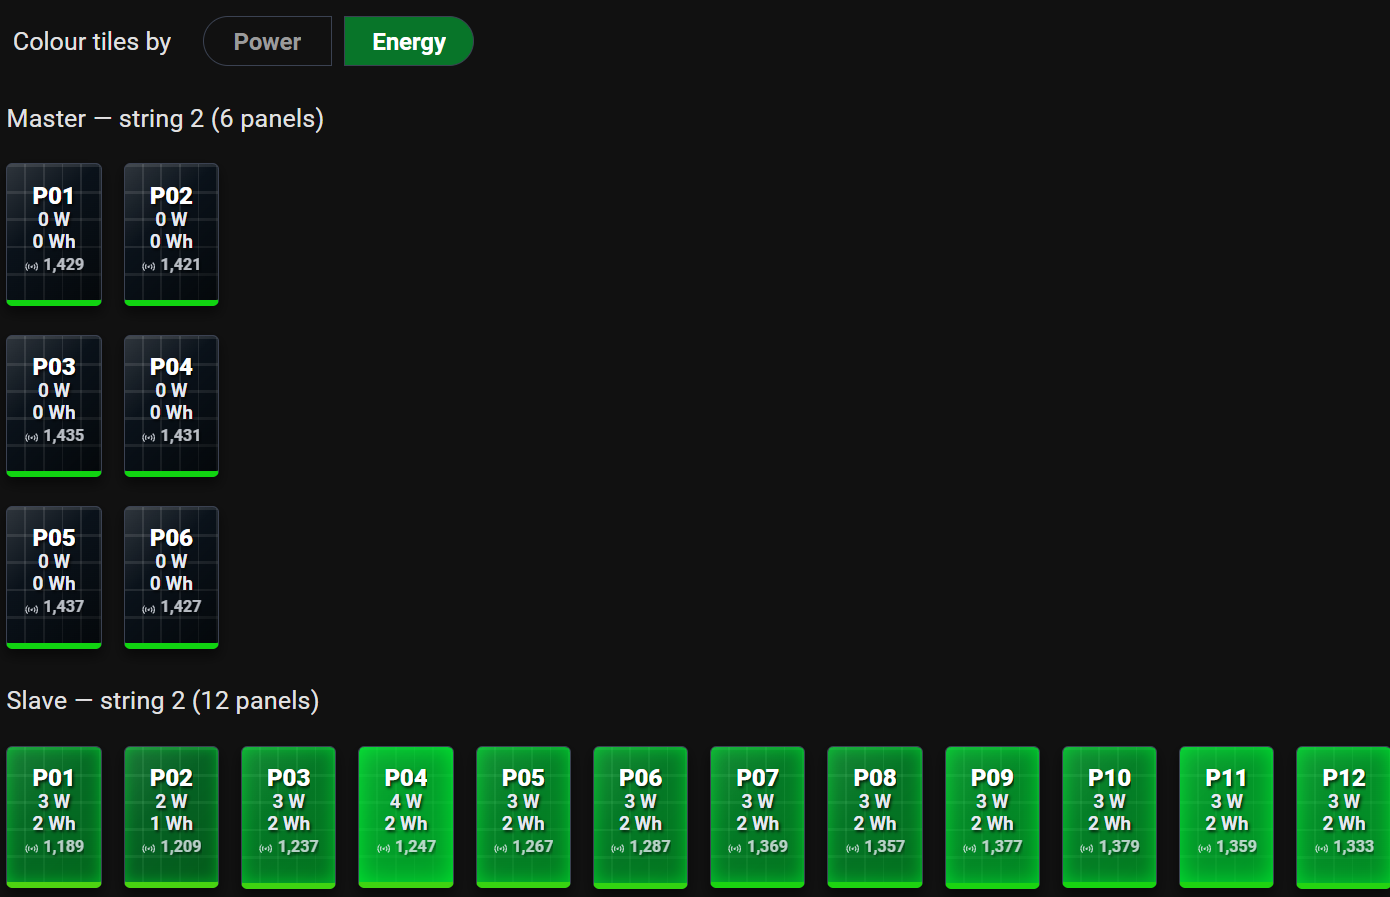 Colour tiles by Power Energy
Master — string 2 (6 panels)
P01
0 W
0 Wh
1,429
P02
0 W
0 Wh
1,421
P03
0 W
0 Wh
1,435
P04
0 W
0 Wh
1,431
P05
0 W
0 Wh
1,437
P06
0 W
0 Wh
1,427
Slave — string 2 (12 panels)
P01
3 W
2 Wh
1,189
P02
2 W
1 Wh
1,209
P03
3 W
2 Wh
1,237
P04
4 W
2 Wh
1,247
P05
3 W
2 Wh
1,267
P06
3 W
2 Wh
1,287
P07
3 W
2 Wh
1,369
P08
3 W
2 Wh
1,357
P09
3 W
2 Wh
1,377
P10
3 W
2 Wh
1,379
P11
3 W
2 Wh
1,359
P12
3 W
2 Wh
1,333